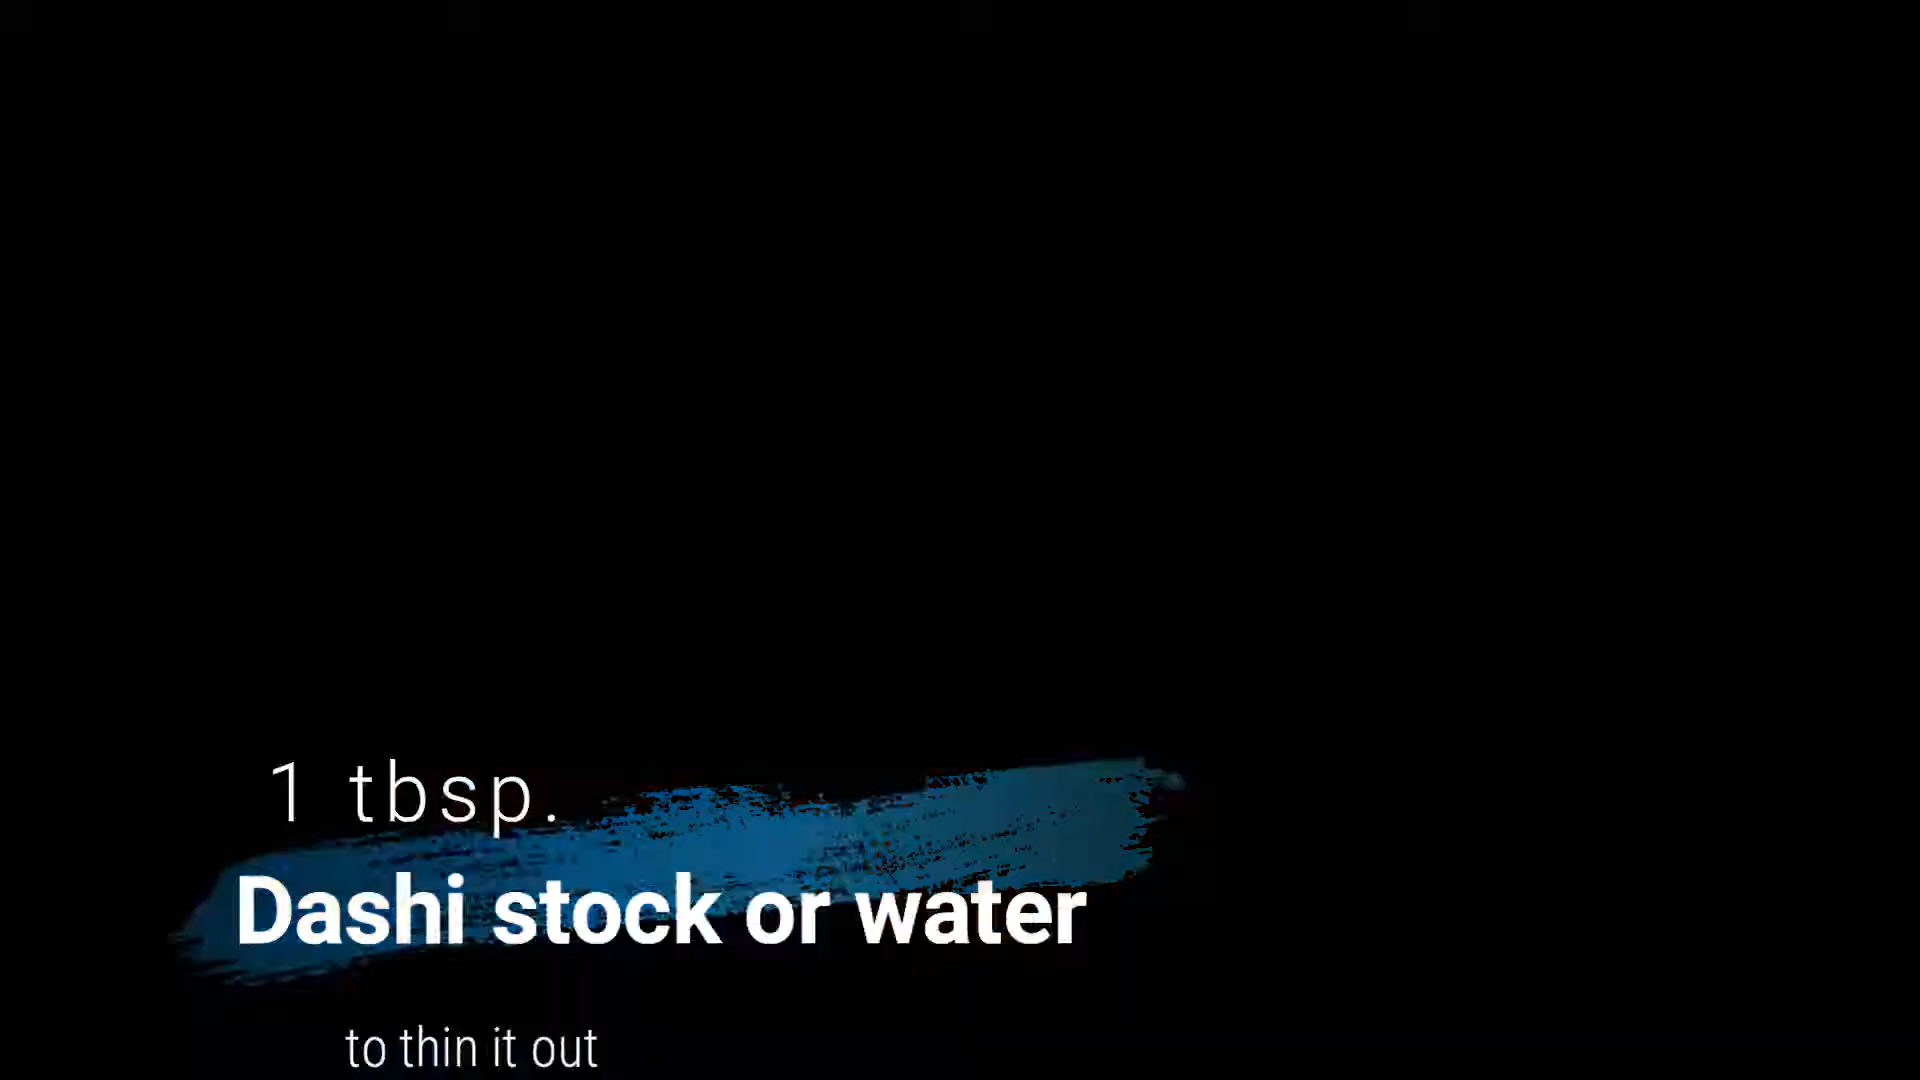 1 tbsp.
Dashi stock or water
to thin it out